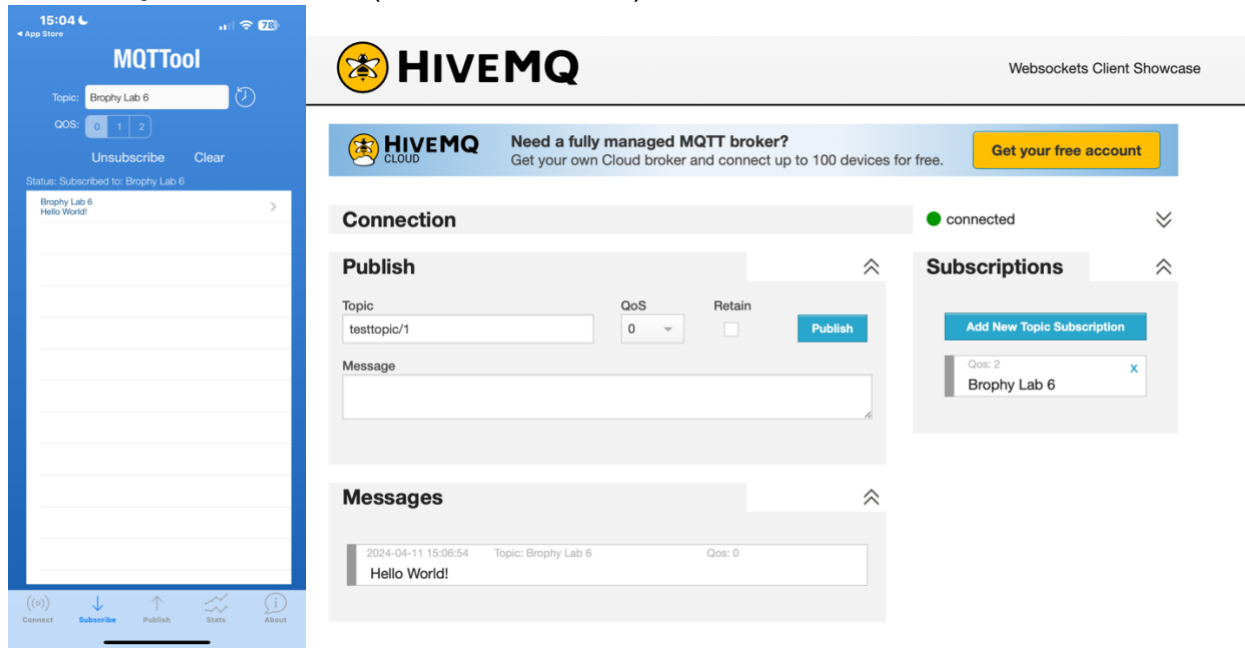 15:04
78
App Store
MQTTool
Topic: Brophy Lab 6
QOS: 0 1 2
Unsubscribe Clear
Status: Subscribed to: Brophy Lab 6
Brophy Lab 6
Hello World!
Connect Subscribe Publish Stats About
HIVEMQ
Websockets Client Showcase
HIVEMQ
CLOUD
Need a fully managed MQTT broker?
Get your own Cloud broker and connect up to 100 devices for free.
Get your free account
Connection
connected
Publish
Topic QoS Retain
testtopic/1 0 Publish
Message
Subscriptions
Add New Topic Subscription
Qos: 2 X
Brophy Lab 6
Messages
2024-04-11 15:06:54 Topic: Brophy Lab 6 Qos: 0
Hello World!